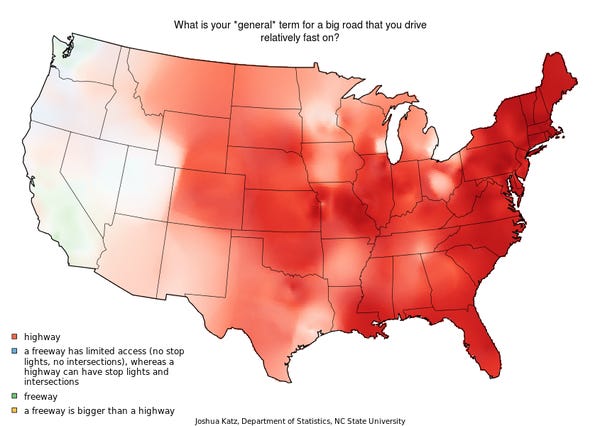 What is your *general* term for a big road that you drive
relatively fast on?
highway
a freeway has limited access (no stop
lights, no intersections), whereas a
highway can have stop lights and
intersections
freeway
a freeway is bigger than a highway
Joshua Katz, Department of Statistics, NC State University